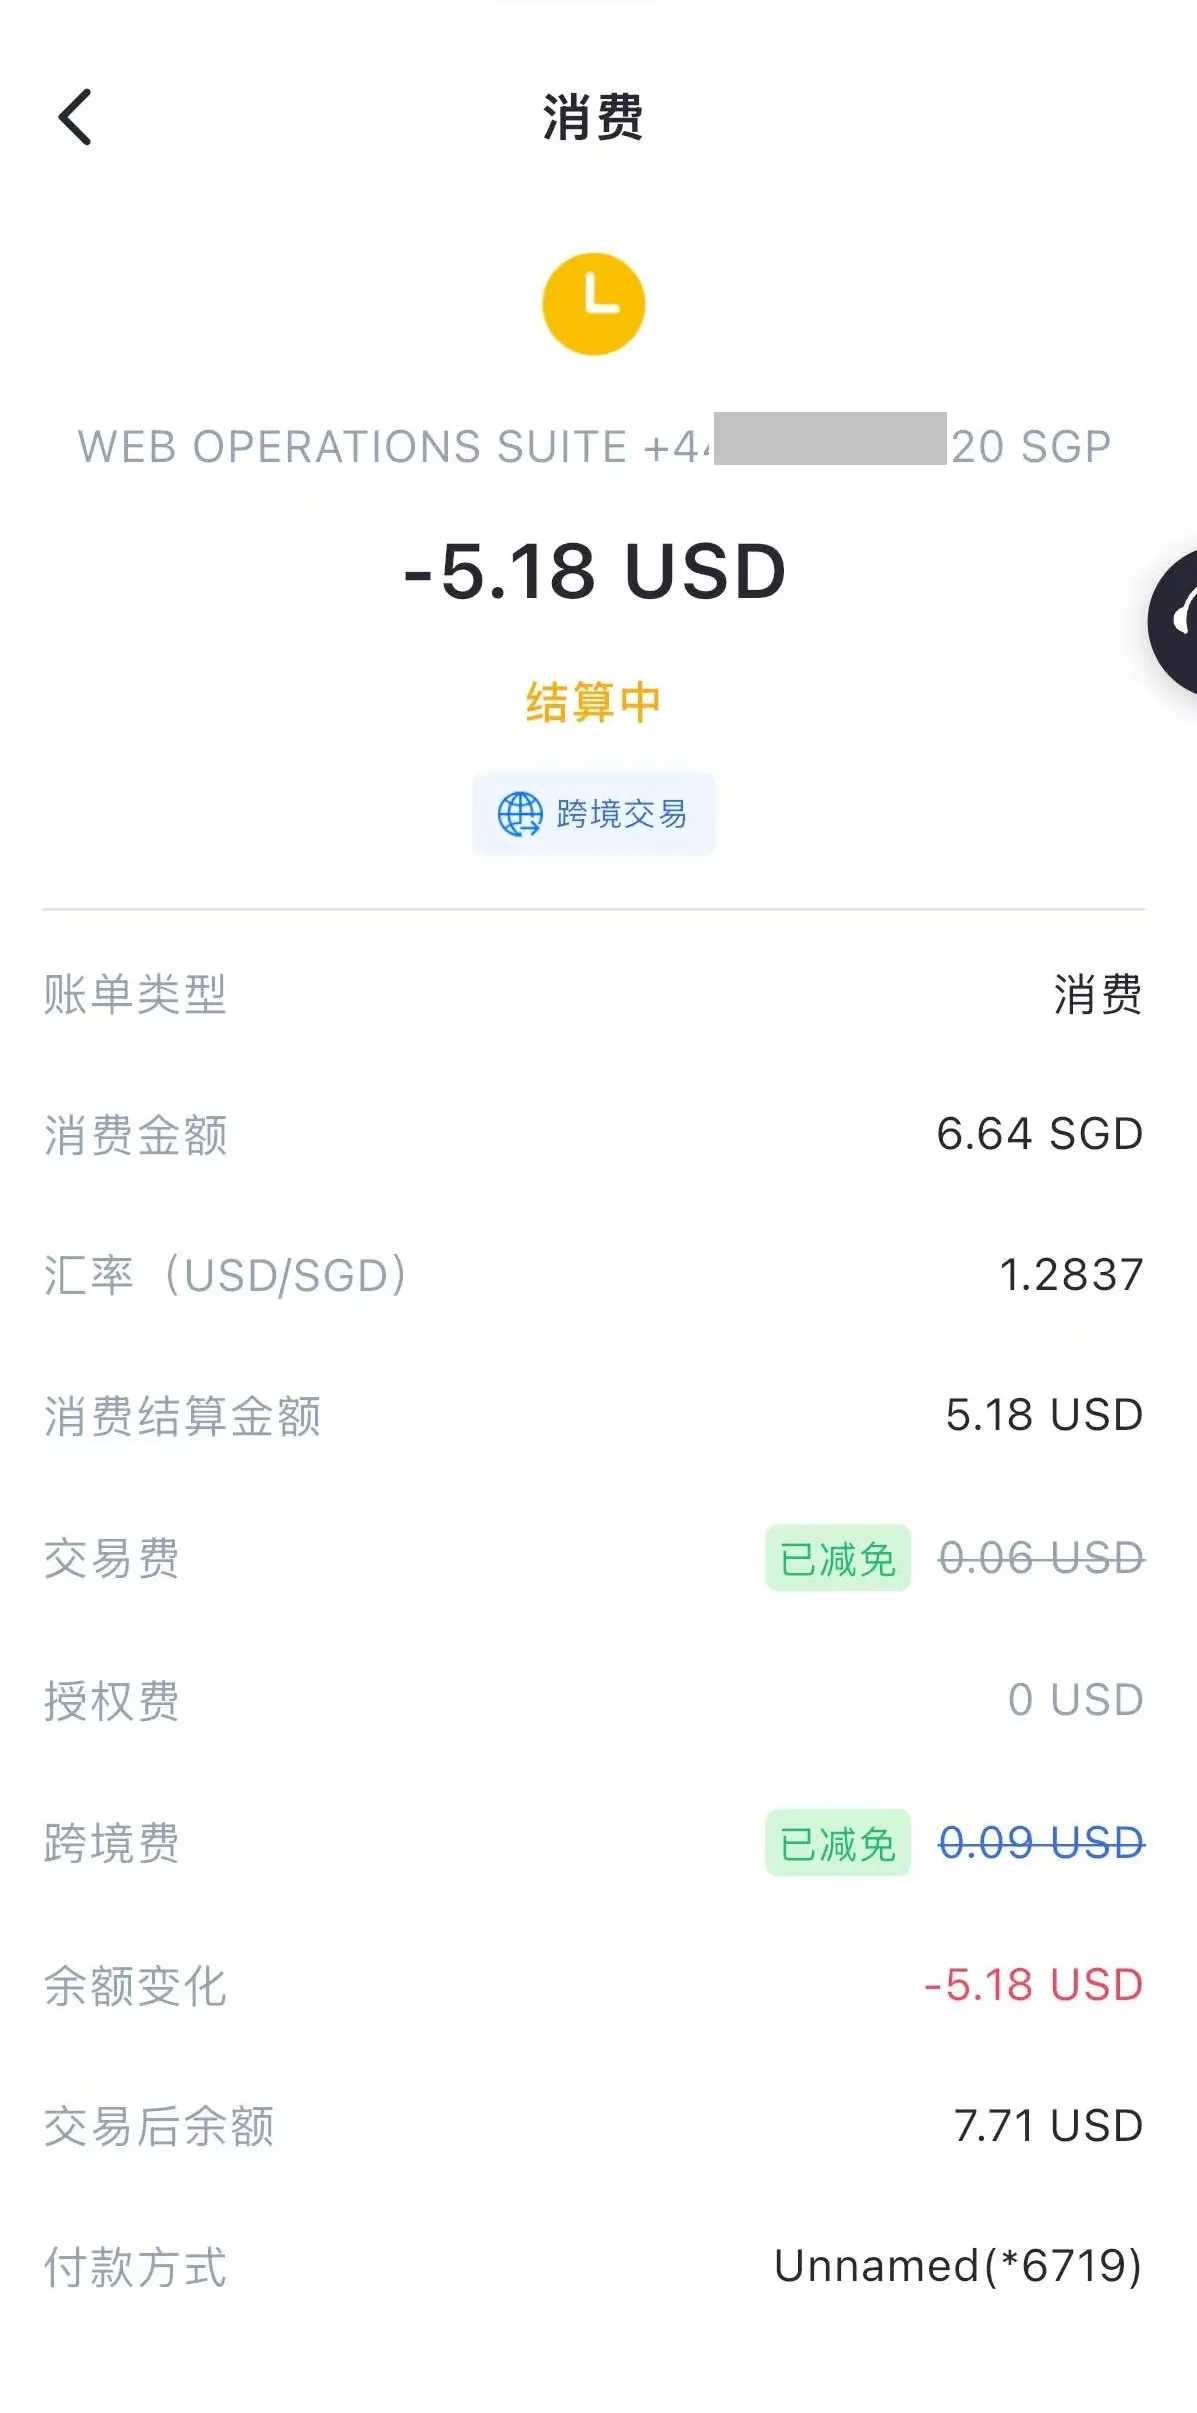 消费
WEB OPERATIONS SUITE +44 20 SGP
-5.18 USD
结算中
跨境交易
账单类型 消费
消费金额 6.64 SGD
汇率（USD/SGD） 1.2837
消费结算金额 5.18 USD
交易费 已减免 0.06 USD
授权费 0 USD
跨境费 已减免 0.09 USD
余额变化 -5.18 USD
交易后余额 7.71 USD
付款方式 Unnamed(*6719)